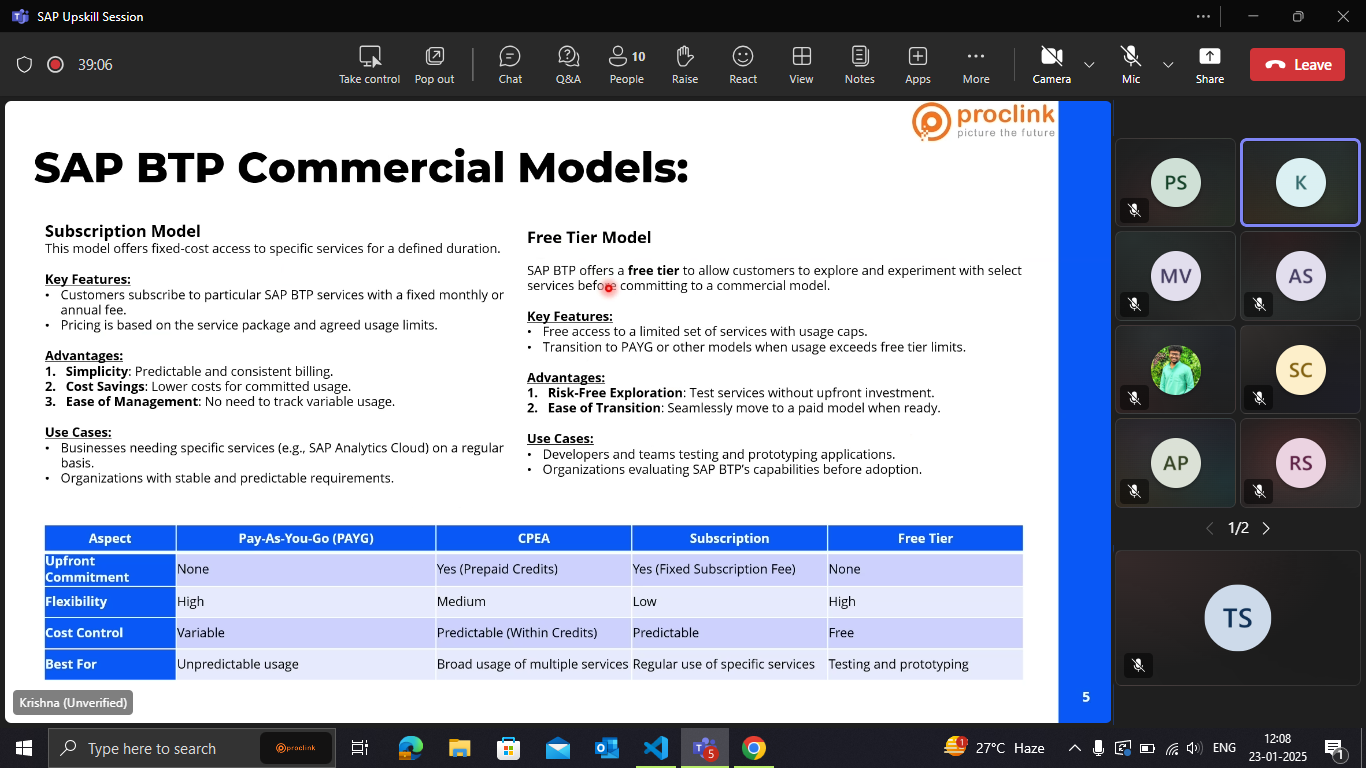 SAP Upskill Session
39:06
Take control
Pop out
Chat
Q&A
10
People
Raise
React
View
Notes
Apps
More
Camera
Mic
Share
Leave
proclink
picture the future
SAP BTP Commercial Models:
Subscription Model
This model offers fixed-cost access to specific services for a defined duration.
Key Features:
• Customers subscribe to particular SAP BTP services with a fixed monthly or
annual fee.
• Pricing is based on the service package and agreed usage limits.
Advantages:
1. Simplicity: Predictable and consistent billing.
2. Cost Savings: Lower costs for committed usage.
3. Ease of Management: No need to track variable usage.
Use Cases:
• Businesses needing specific services (e.g., SAP Analytics Cloud) on a regular
basis.
• Organizations with stable and predictable requirements.
Free Tier Model
SAP BTP offers a free tier to allow customers to explore and experiment with select
services before committing to a commercial model.
Key Features:
• Free access to a limited set of services with usage caps.
• Transition to PAYG or other models when usage exceeds free tier limits.
Advantages:
1. Risk-Free Exploration: Test services without upfront investment.
2. Ease of Transition: Seamlessly move to a paid model when ready.
Use Cases:
• Developers and teams testing and prototyping applications.
• Organizations evaluating SAP BTP's capabilities before adoption.
Aspect Pay-As-You-Go (PAYG) CPEA Subscription Free Tier
Upfront
Commitment None Yes (Prepaid Credits) Yes (Fixed Subscription Fee) None
Flexibility High Medium Low High
Cost Control Variable Predictable (Within Credits) Predictable Free
Best For Unpredictable usage Broad usage of multiple services Regular use of specific services Testing and prototyping
Krishna (Unverified)
5
PS
K
MV
AS
SC
AP
RS
1/2
TS
Type here to search
proclink
5
1
27°C Haze
ENG
12:08
23-01-2025
1